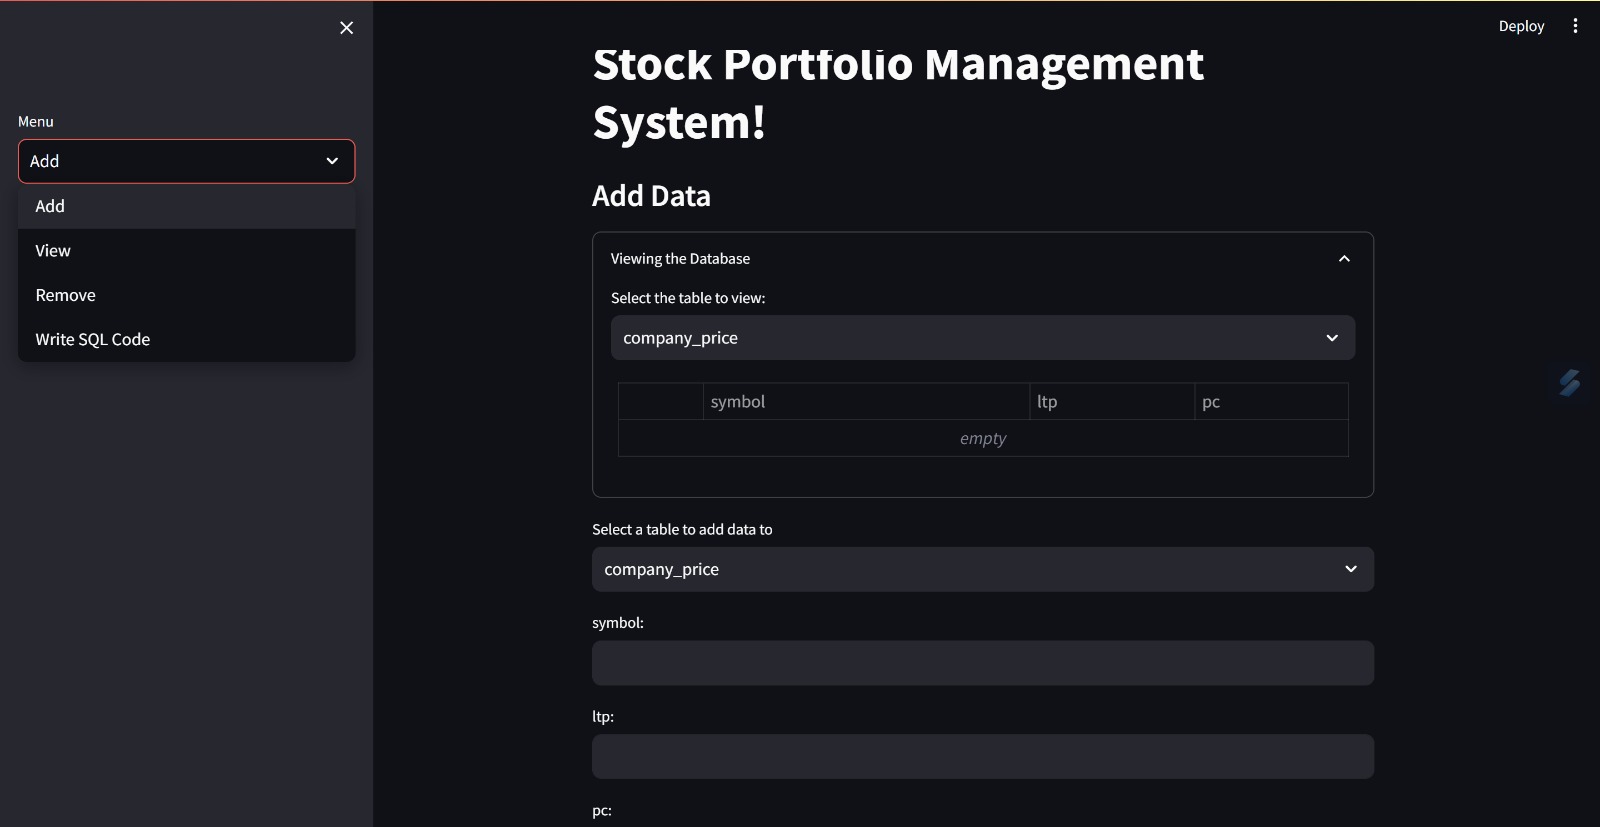 Deploy
Menu
Add
Add
View
Remove
Write SQL Code
Stock Portfolio Management
System!
Add Data
Viewing the Database
Select the table to view:
company_price
symbol ltp pc
empty
Select a table to add data to
company_price
symbol:
ltp:
pc: